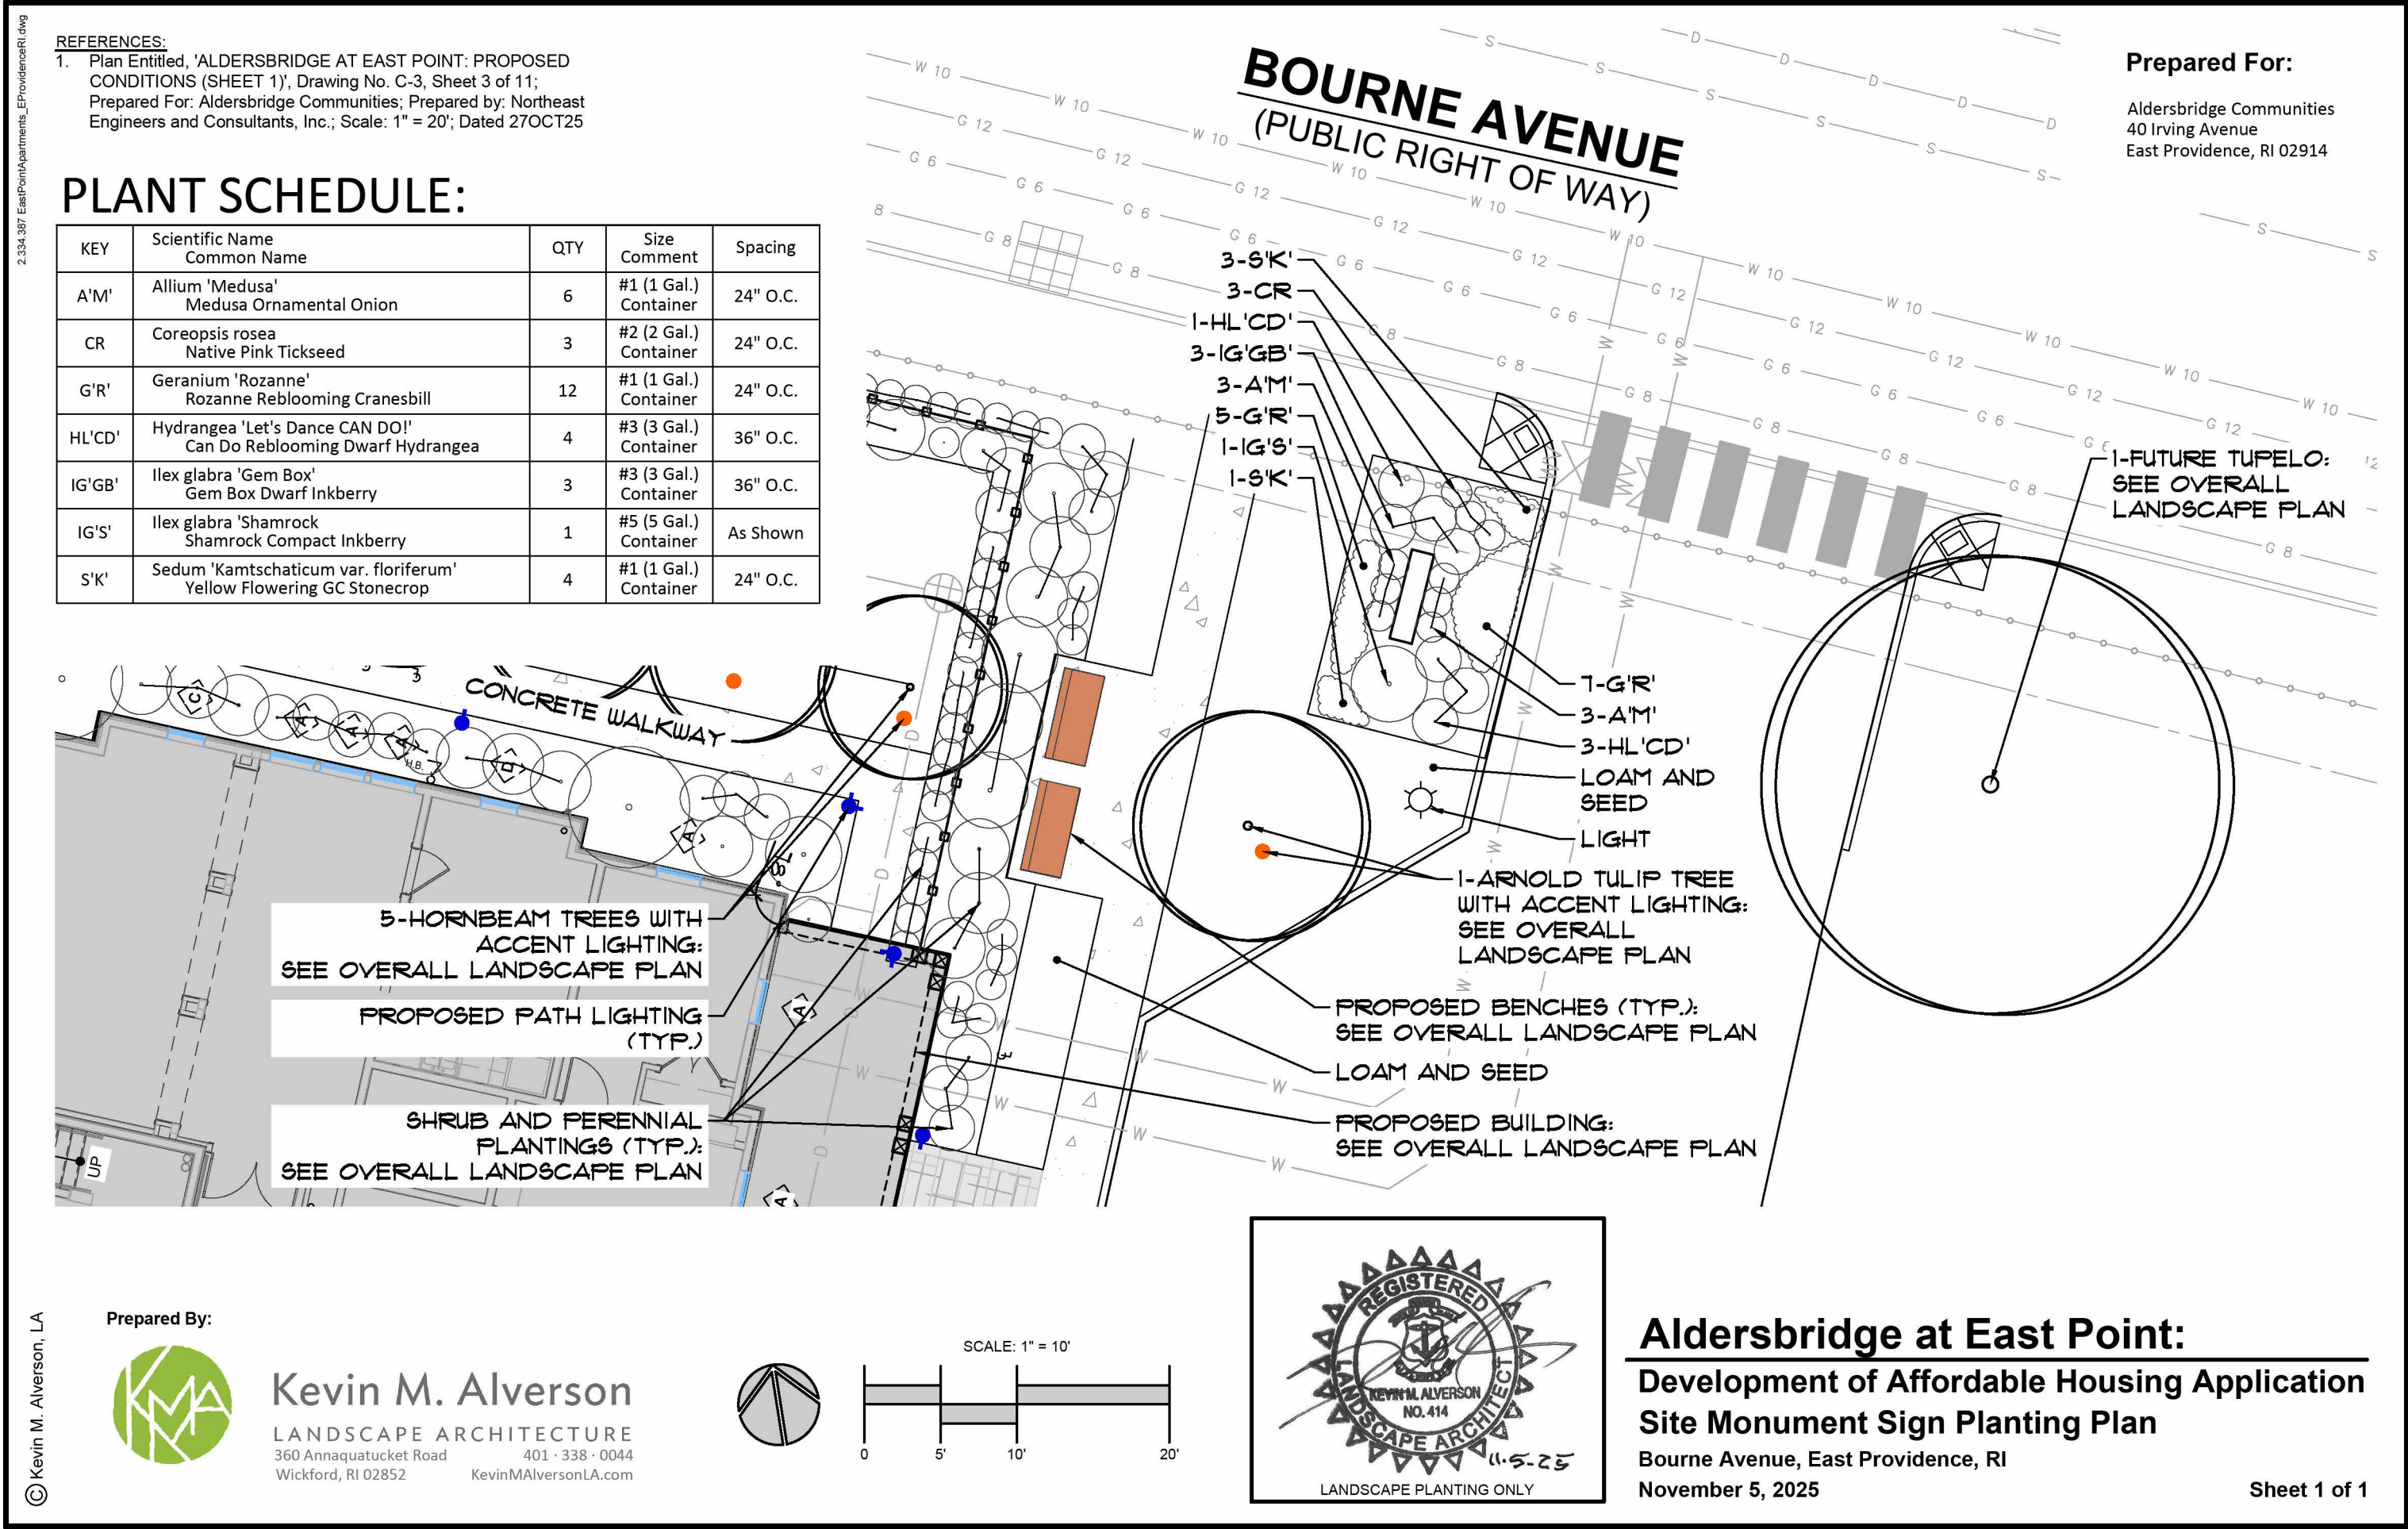 2.334.387 EastPointApartments_EProvidenceRI.dwg
REFERENCES:
1. Plan Entitled, 'ALDERSBRIDGE AT EAST POINT: PROPOSED
CONDITIONS (SHEET 1)', Drawing No. C-3, Sheet 3 of 11;
Prepared For: Aldersbridge Communities; Prepared by: Northeast
Engineers and Consultants, Inc.; Scale: 1" = 20'; Dated 27OCT25
PLANT SCHEDULE:
KEY Scientific Name Common Name QTY Size Comment Spacing
A'M' Allium 'Medusa' 6 #1 (1 Gal.) 24" O.C.
Medusa Ornamental Onion Container
CR Coreopsis rosea 3 #2 (2 Gal.) 24" O.C.
Native Pink Tickseed Container
G'R' Geranium 'Rozanne' 12 #1 (1 Gal.) 24" O.C.
Rozanne Reblooming Cranesbill Container
HL'CD' Hydrangea 'Let's Dance CAN DO!' 4 #3 (3 Gal.) 36" O.C.
Can Do Reblooming Dwarf Hydrangea Container
IG'GB' Ilex glabra 'Gem Box' 3 #3 (3 Gal.) 36" O.C.
Gem Box Dwarf Inkberry Container
IG'S' Ilex glabra 'Shamrock 1 #5 (5 Gal.) As Shown
Shamrock Compact Inkberry Container
S'K' Sedum 'Kamtschaticum var. floriferum' 4 #1 (1 Gal.) 24" O.C.
Yellow Flowering GC Stonecrop Container
BOURNE AVENUE
(PUBLIC RIGHT OF WAY)
Prepared For:
Aldersbridge Communities
40 Irving Avenue
East Providence, RI 02914
3-S'K'
3-CR
1-HL'CD'
3-IG'GB'
3-A'M'
5-G'R'
1-IG'S'
1-S'K'
1-FUTURE TUPELO:
SEE OVERALL
LANDSCAPE PLAN
7-G'R'
3-A'M'
3-HL'CD'
LOAM AND
SEED
LIGHT
1-ARNOLD TULIP TREE
WITH ACCENT LIGHTING:
SEE OVERALL
LANDSCAPE PLAN
PROPOSED BENCHES (TYP.):
SEE OVERALL LANDSCAPE PLAN
LOAM AND SEED
PROPOSED BUILDING:
SEE OVERALL LANDSCAPE PLAN
CONCRETE WALKWAY
H.B.
5-HORNBEAM TREES WITH
ACCENT LIGHTING:
SEE OVERALL LANDSCAPE PLAN
PROPOSED PATH LIGHTING
(TYP.)
SHRUB AND PERENNIAL
PLANTINGS (TYP.):
SEE OVERALL LANDSCAPE PLAN
UP
© Kevin M. Alverson, LA
Prepared By:
KMA
Kevin M. Alverson
LANDSCAPE ARCHITECTURE
360 Annaquatucket Road 401 · 338 · 0044
Wickford, RI 02852 KevinMAlversonLA.com
SCALE: 1" = 10'
0 5' 10' 20'
REGISTERED
KEVIN M. ALVERSON
NO. 414
LANDSCAPE ARCHITECT
11-5-25
LANDSCAPE PLANTING ONLY
Aldersbridge at East Point:
Development of Affordable Housing Application
Site Monument Sign Planting Plan
Bourne Avenue, East Providence, RI
November 5, 2025
Sheet 1 of 1